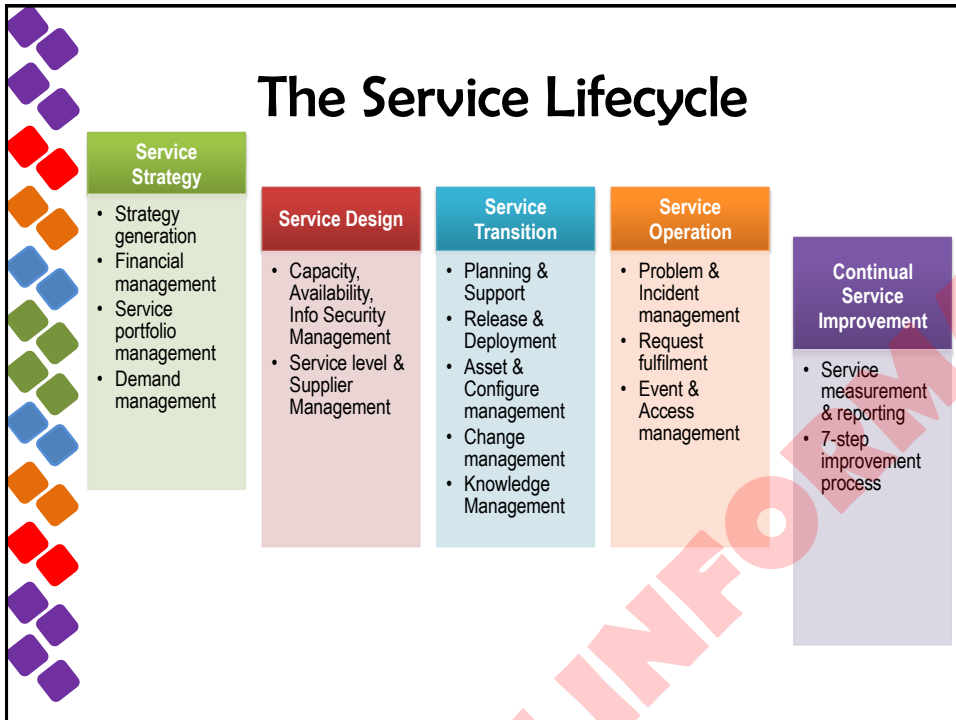 The Service Lifecycle
Service
Strategy
• Strategy
generation
• Financial
management
• Service
portfolio
management
• Demand
management
Service Design
• Capacity,
Availability,
Info Security
Management
• Service level &
Supplier
Management
Service
Transition
• Planning &
Support
• Release &
Deployment
• Asset &
Configure
management
• Change
management
• Knowledge
Management
Service
Operation
• Problem &
Incident
management
• Request
fulfilment
• Event &
Access
management
Continual
Service
Improvement
• Service
measurement
& reporting
• 7-step
improvement
process